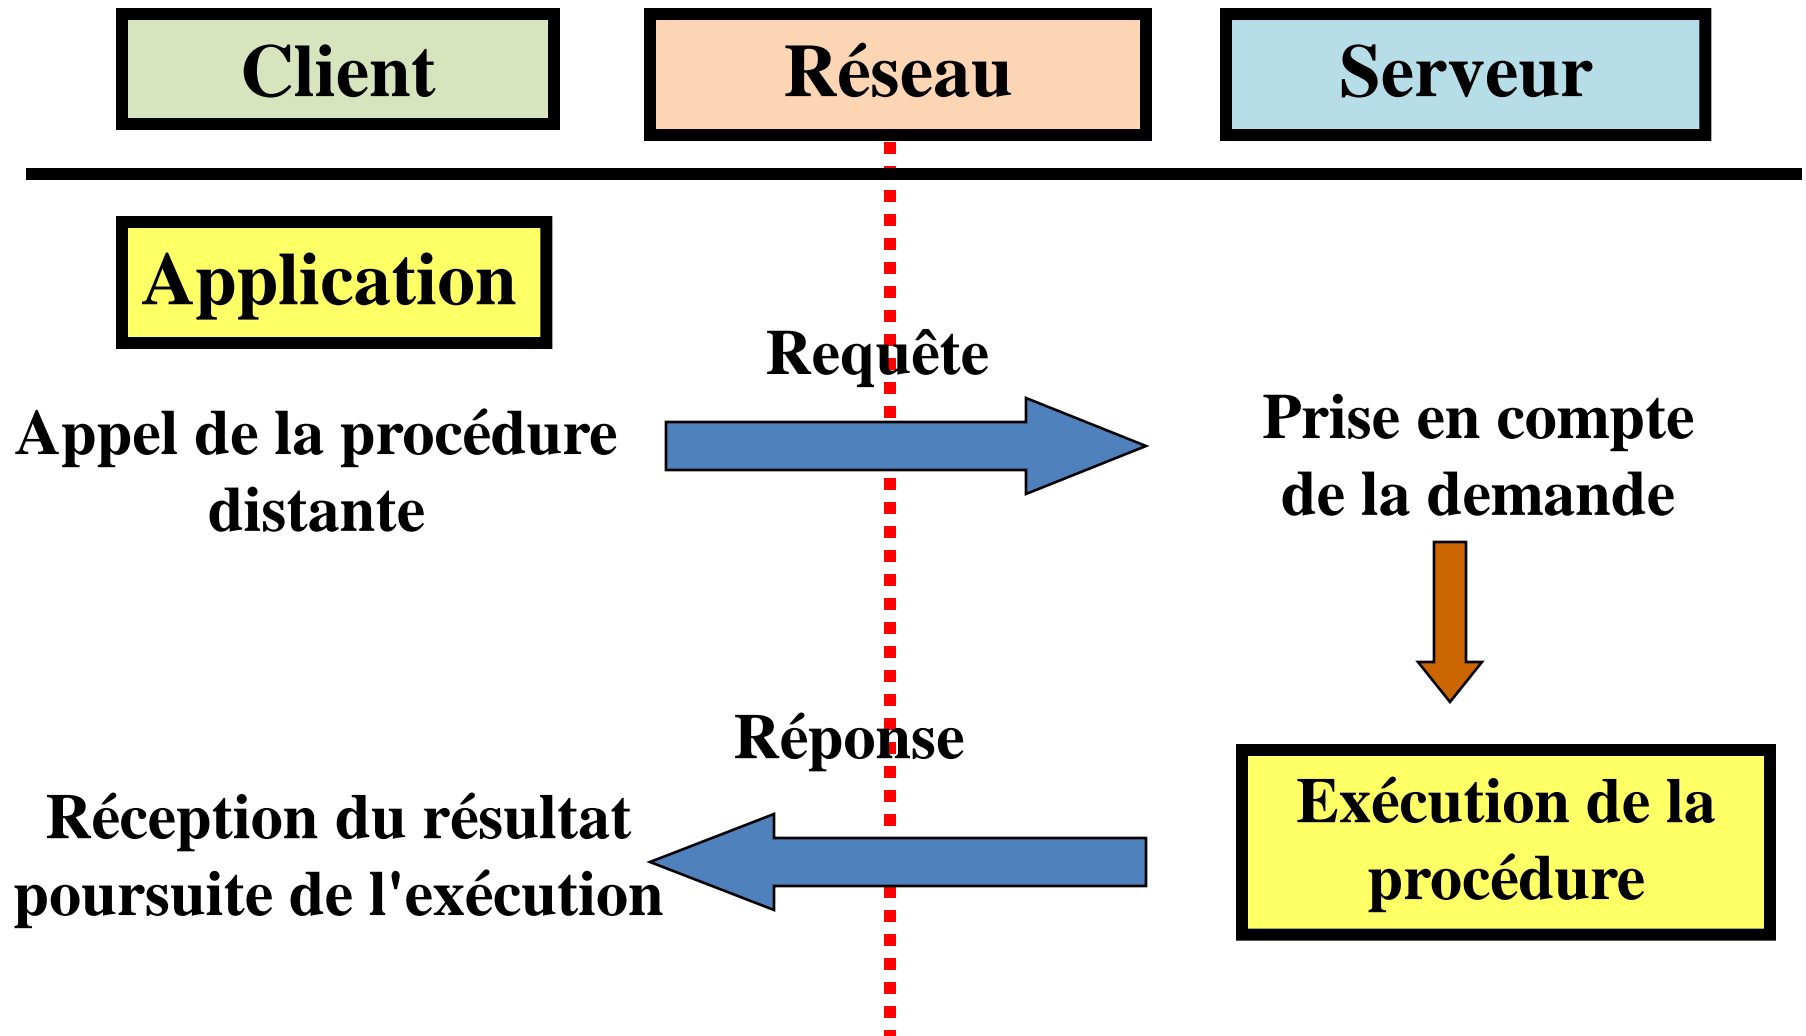 Client
Réseau
Serveur
Application
Requête
Appel de la procédure
distante
Prise en compte
de la demande
Réponse
Réception du résultat
poursuite de l'exécution
Exécution de la
procédure